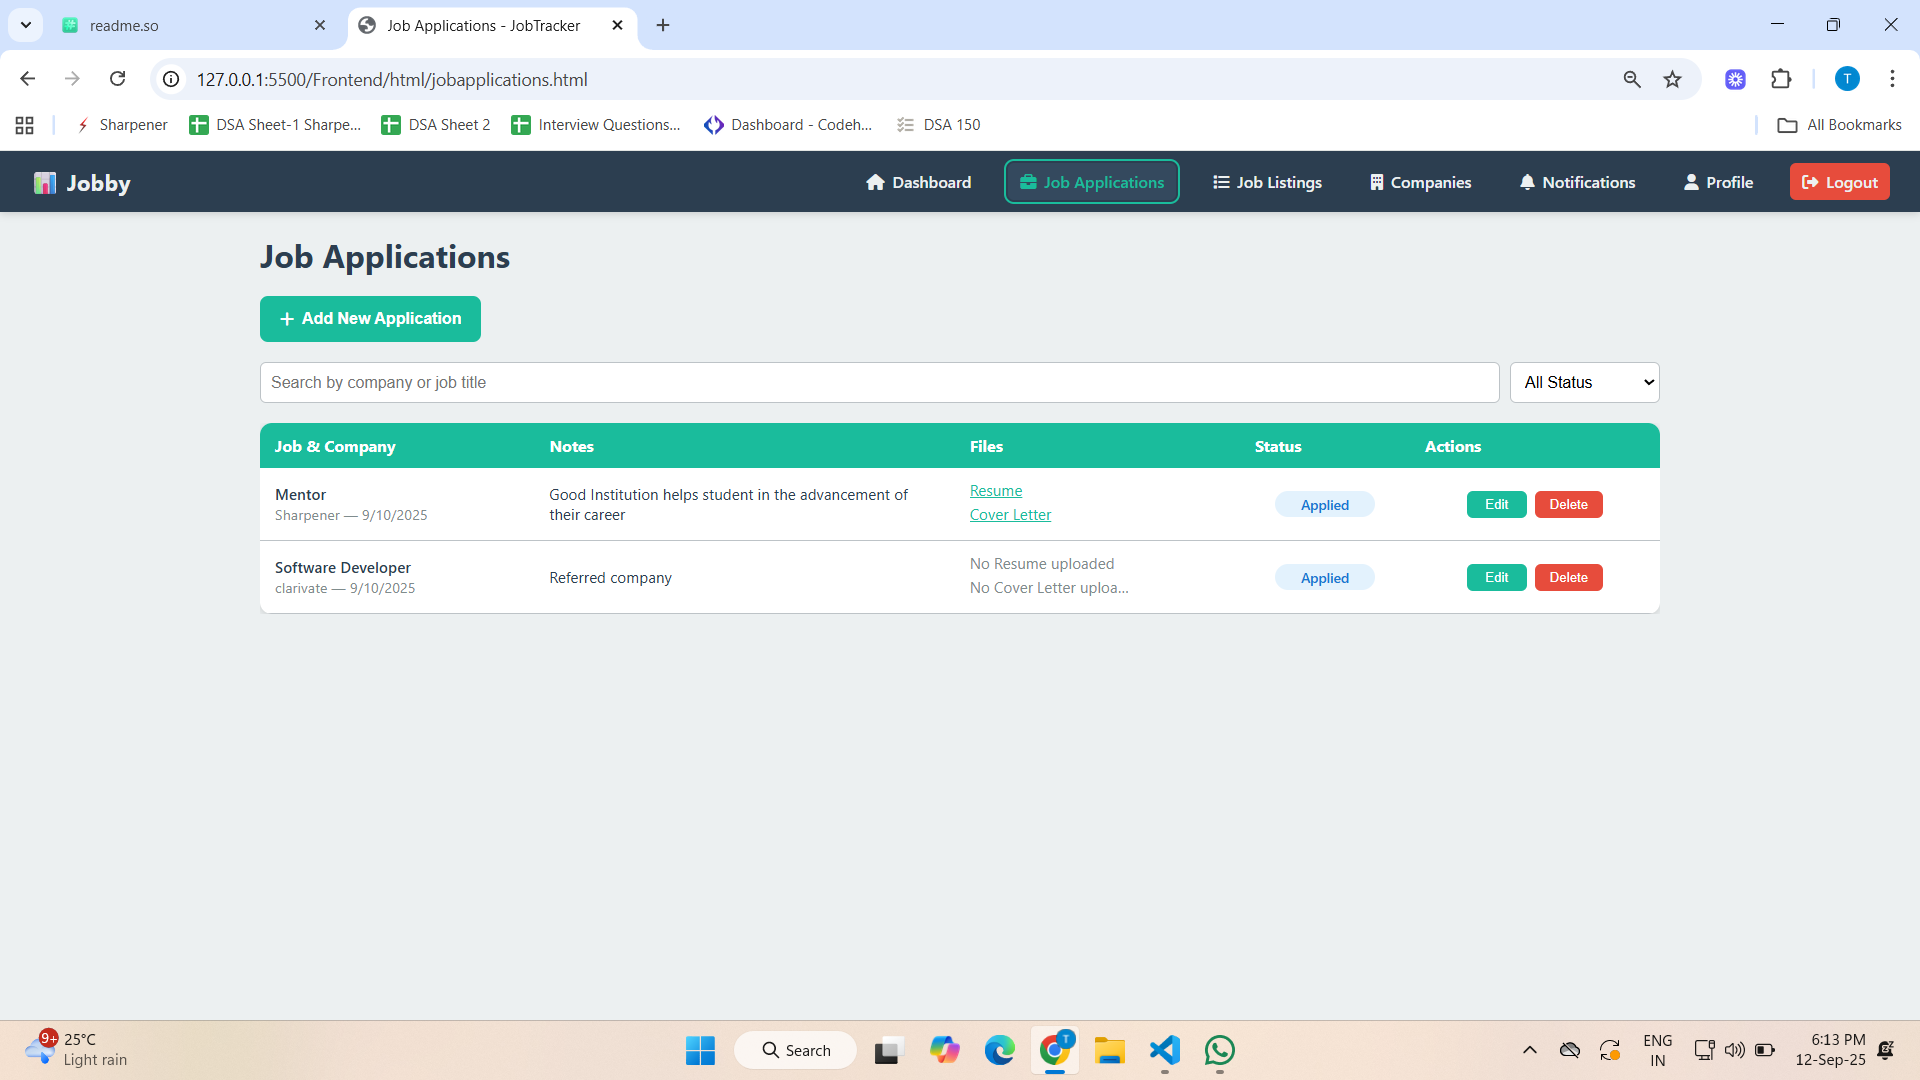 readme.so
Job Applications - JobTracker
127.0.0.1:5500/Frontend/html/jobapplications.html
T
Sharpener
DSA Sheet-1 Sharpe...
DSA Sheet 2
Interview Questions...
Dashboard - Codeh...
DSA 150
All Bookmarks
Jobby
Dashboard
Job Applications
Job Listings
Companies
Notifications
Profile
Logout
Job Applications
+ Add New Application
Search by company or job title
All Status
Job & Company Notes Files Status Actions
Mentor
Sharpener — 9/10/2025
Good Institution helps student in the advancement of
their career
Resume
Cover Letter
Applied
Edit
Delete
Software Developer
clarivate — 9/10/2025
Referred company
No Resume uploaded
No Cover Letter uploa...
Applied
Edit
Delete
9+
25°C
Light rain
Search
T
ENG
IN
6:13 PM
12-Sep-25